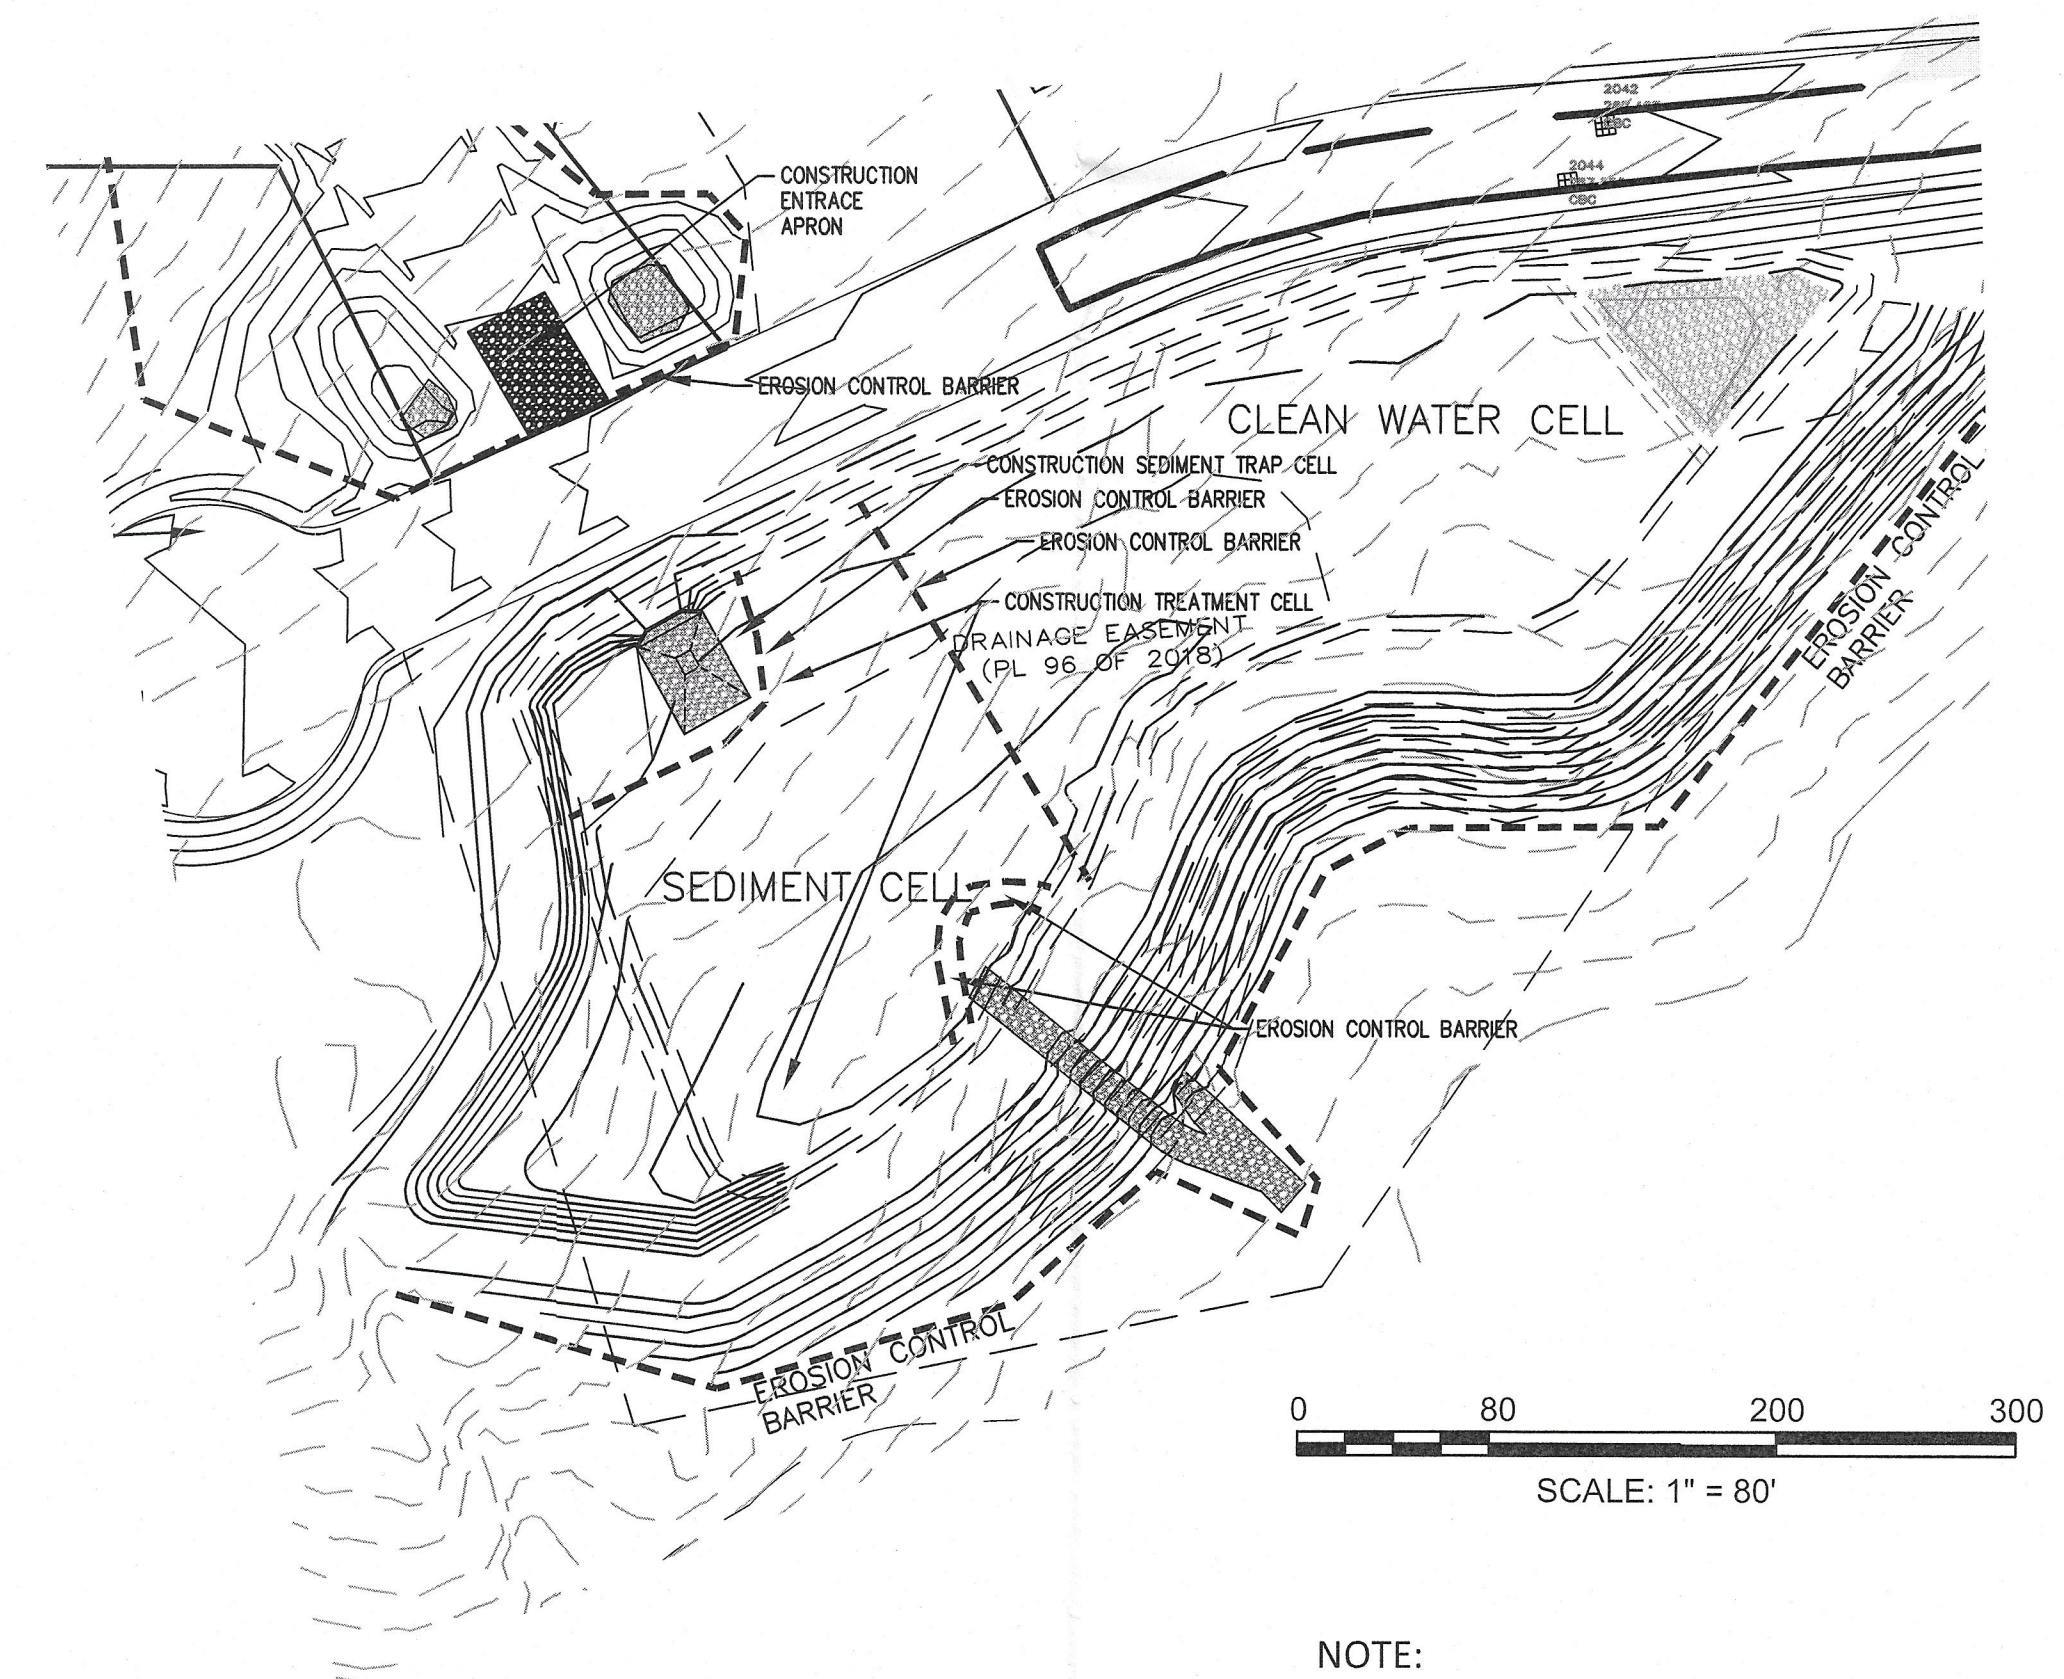 2042
CBC
2044
CBC
CONSTRUCTION
ENTRACE
APRON
EROSION CONTROL BARRIER
CLEAN WATER CELL
CONSTRUCTION SEDIMENT TRAP CELL
EROSION CONTROL BARRIER
EROSION CONTROL BARRIER
CONSTRUCTION TREATMENT CELL
DRAINAGE EASEMENT
(PL 96 OF 2018)
EROSION CONTROL
BARRIER
SEDIMENT CELL
EROSION CONTROL BARRIER
EROSION CONTROL
BARRIER
0 80 200 300
SCALE: 1" = 80'
NOTE: